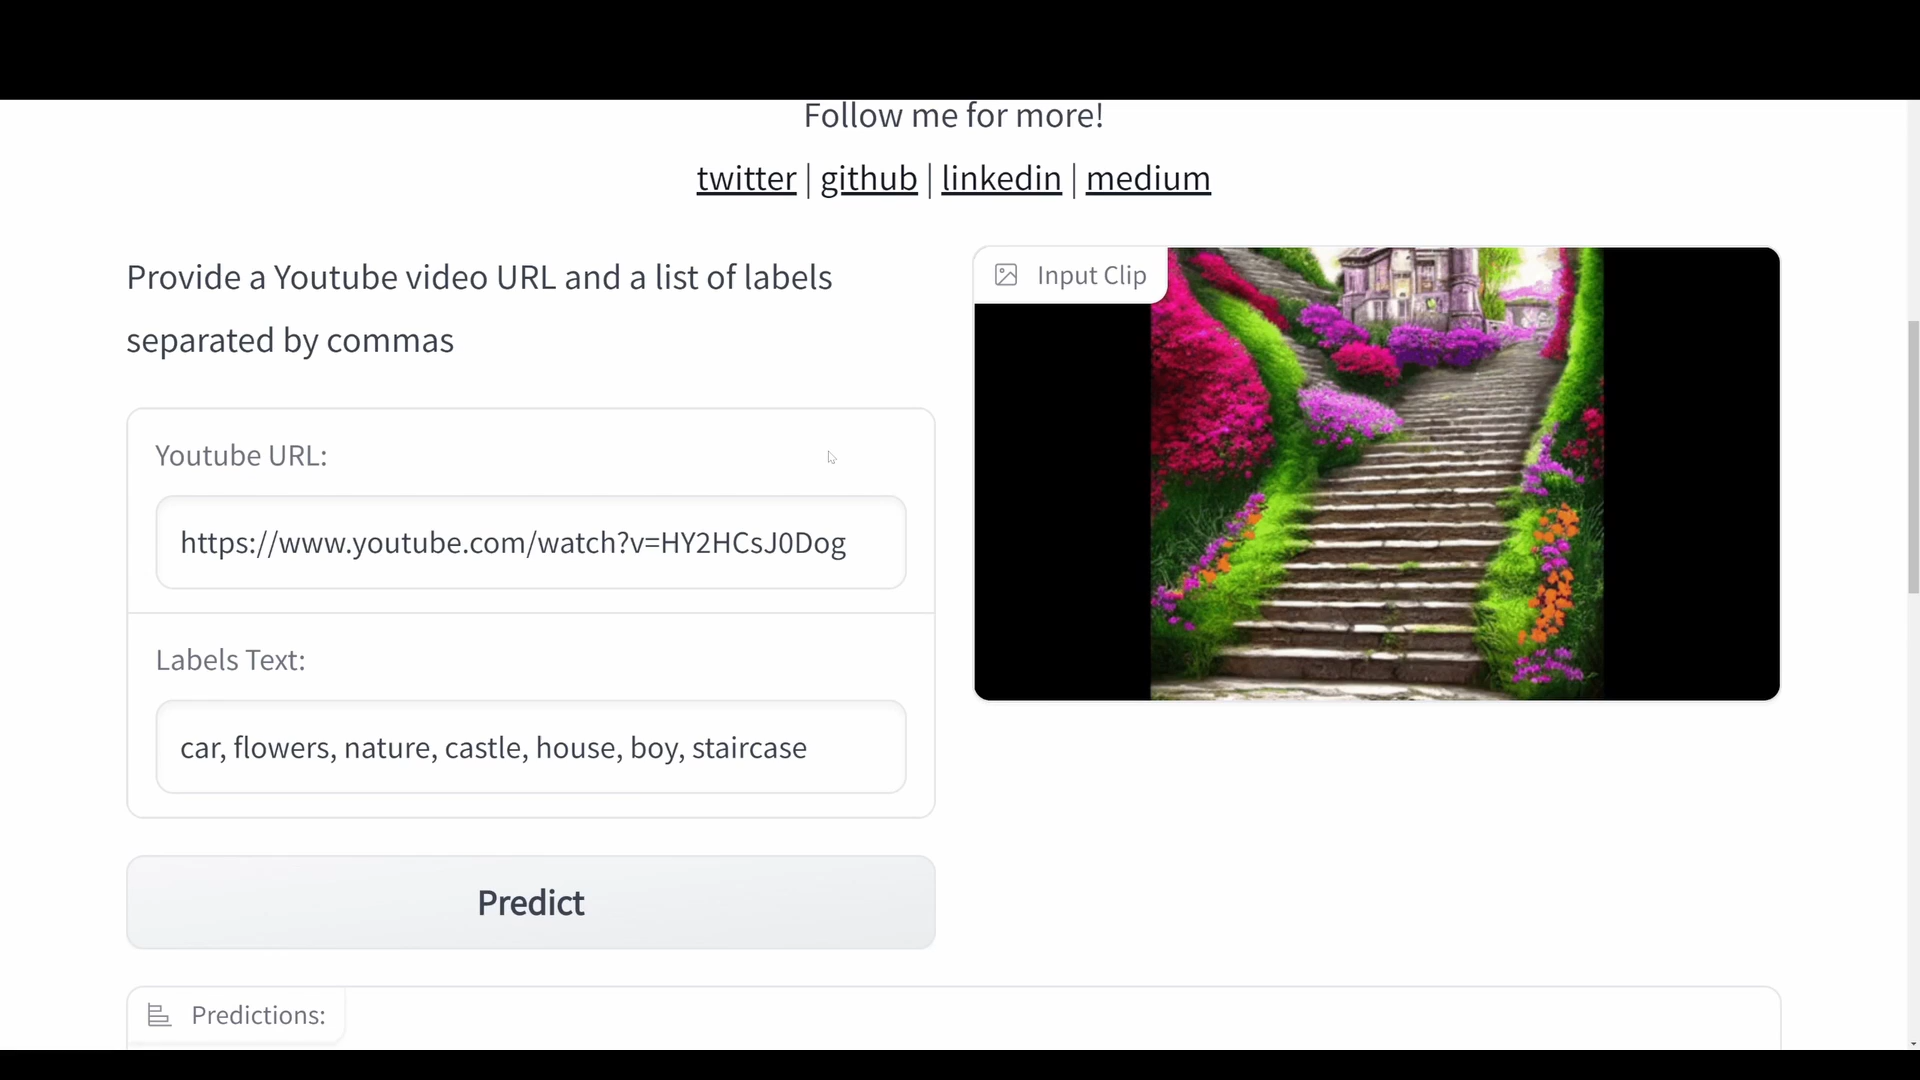 Follow me for more!
twitter | github | linkedin | medium
Provide a Youtube video URL and a list of labels
separated by commas
Input Clip
Youtube URL:
https://www.youtube.com/watch?v=HY2HCsJ0Dog
Labels Text:
car, flowers, nature, castle, house, boy, staircase
Predict
Predictions: